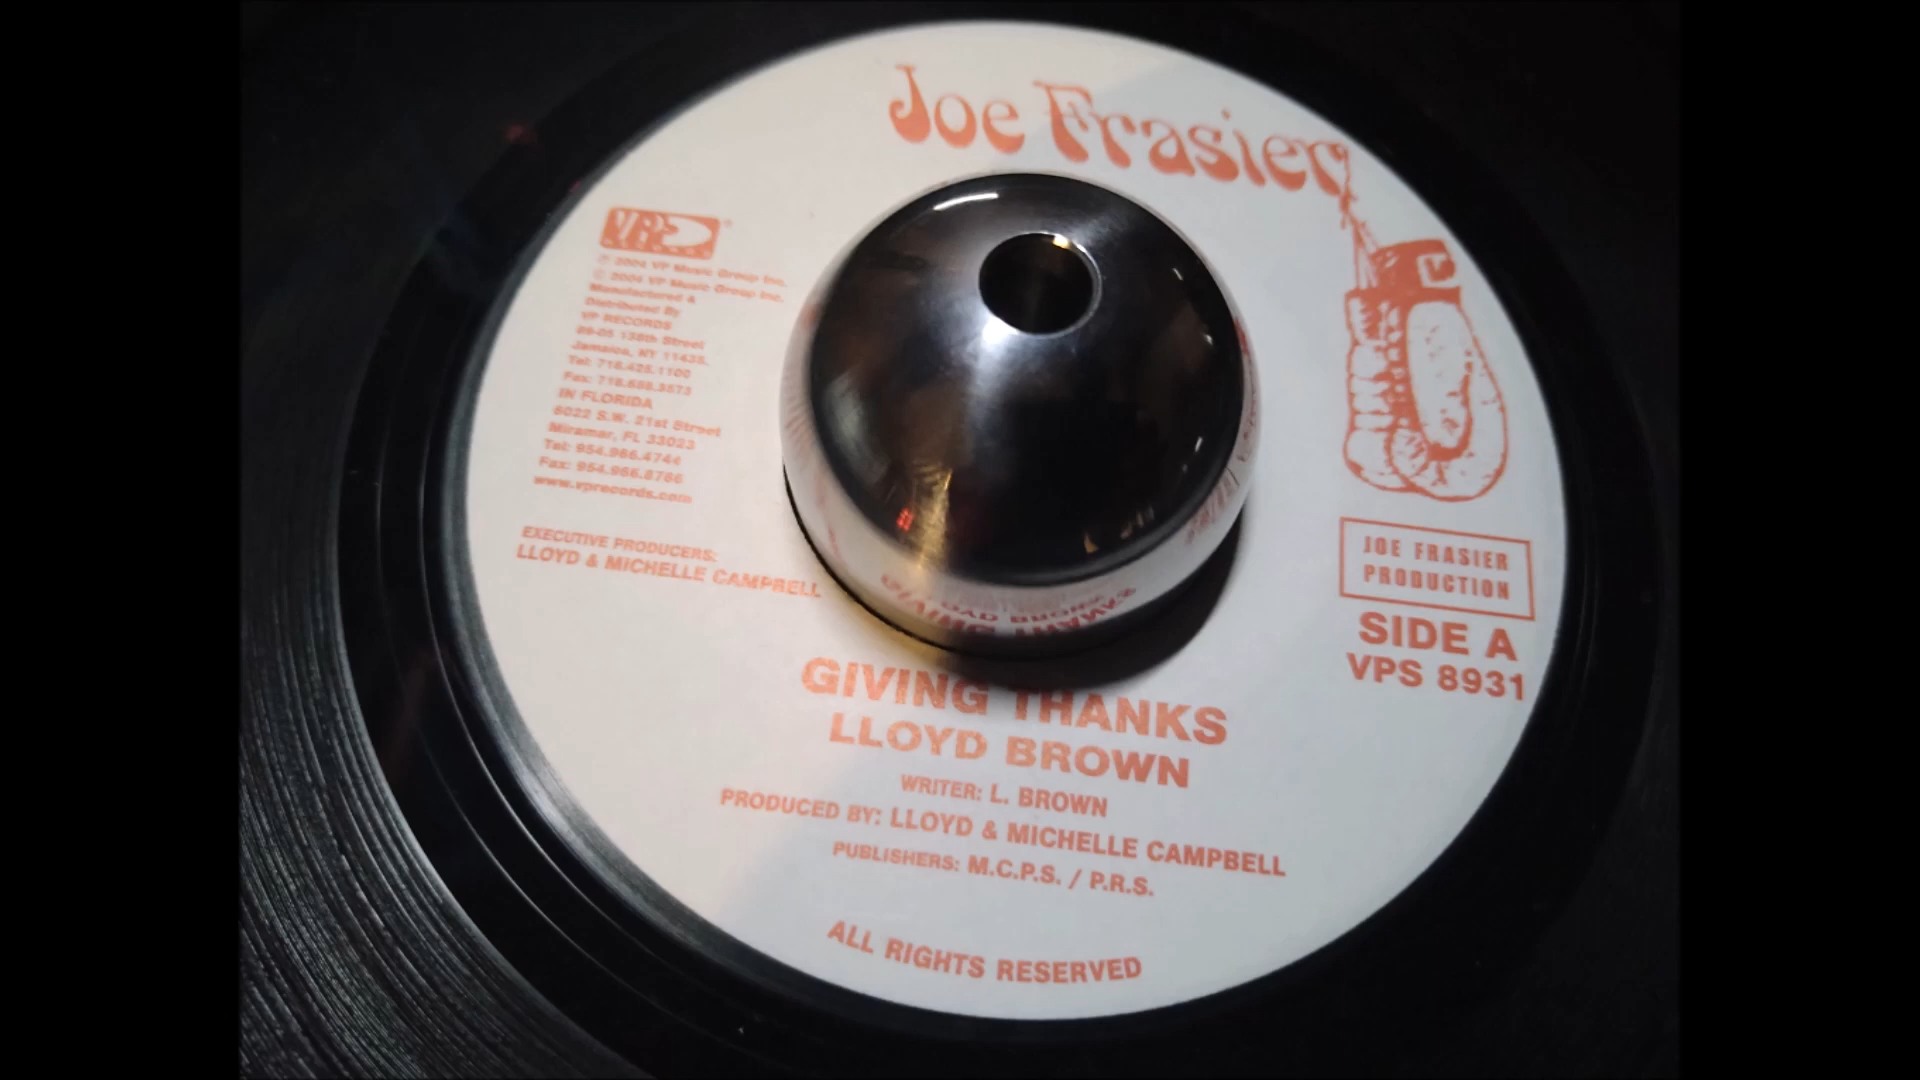 Joe Frasier
VP
℗ 2004 VP Music Group Inc.
© 2004 VP Music Group Inc.
Manufactured &
Distributed By
VP RECORDS
89-05 138th Street
Jamaica, NY 11435.
Tel: 718.425.1100
Fax: 718.658.3573
IN FLORIDA
6022 S.W. 21st Street
Miramar, FL 33023
Tel: 954.966.4744
Fax: 954.966.8766
www.vprecords.com
EXECUTIVE PRODUCERS:
LLOYD & MICHELLE CAMPBELL
JOE FRASIER
PRODUCTION
SIDE A
VPS 8931
GIVING THANKS
LLOYD BROWN
WRITER: L. BROWN
PRODUCED BY: LLOYD & MICHELLE CAMPBELL
PUBLISHERS: M.C.P.S. / P.R.S.
ALL RIGHTS RESERVED